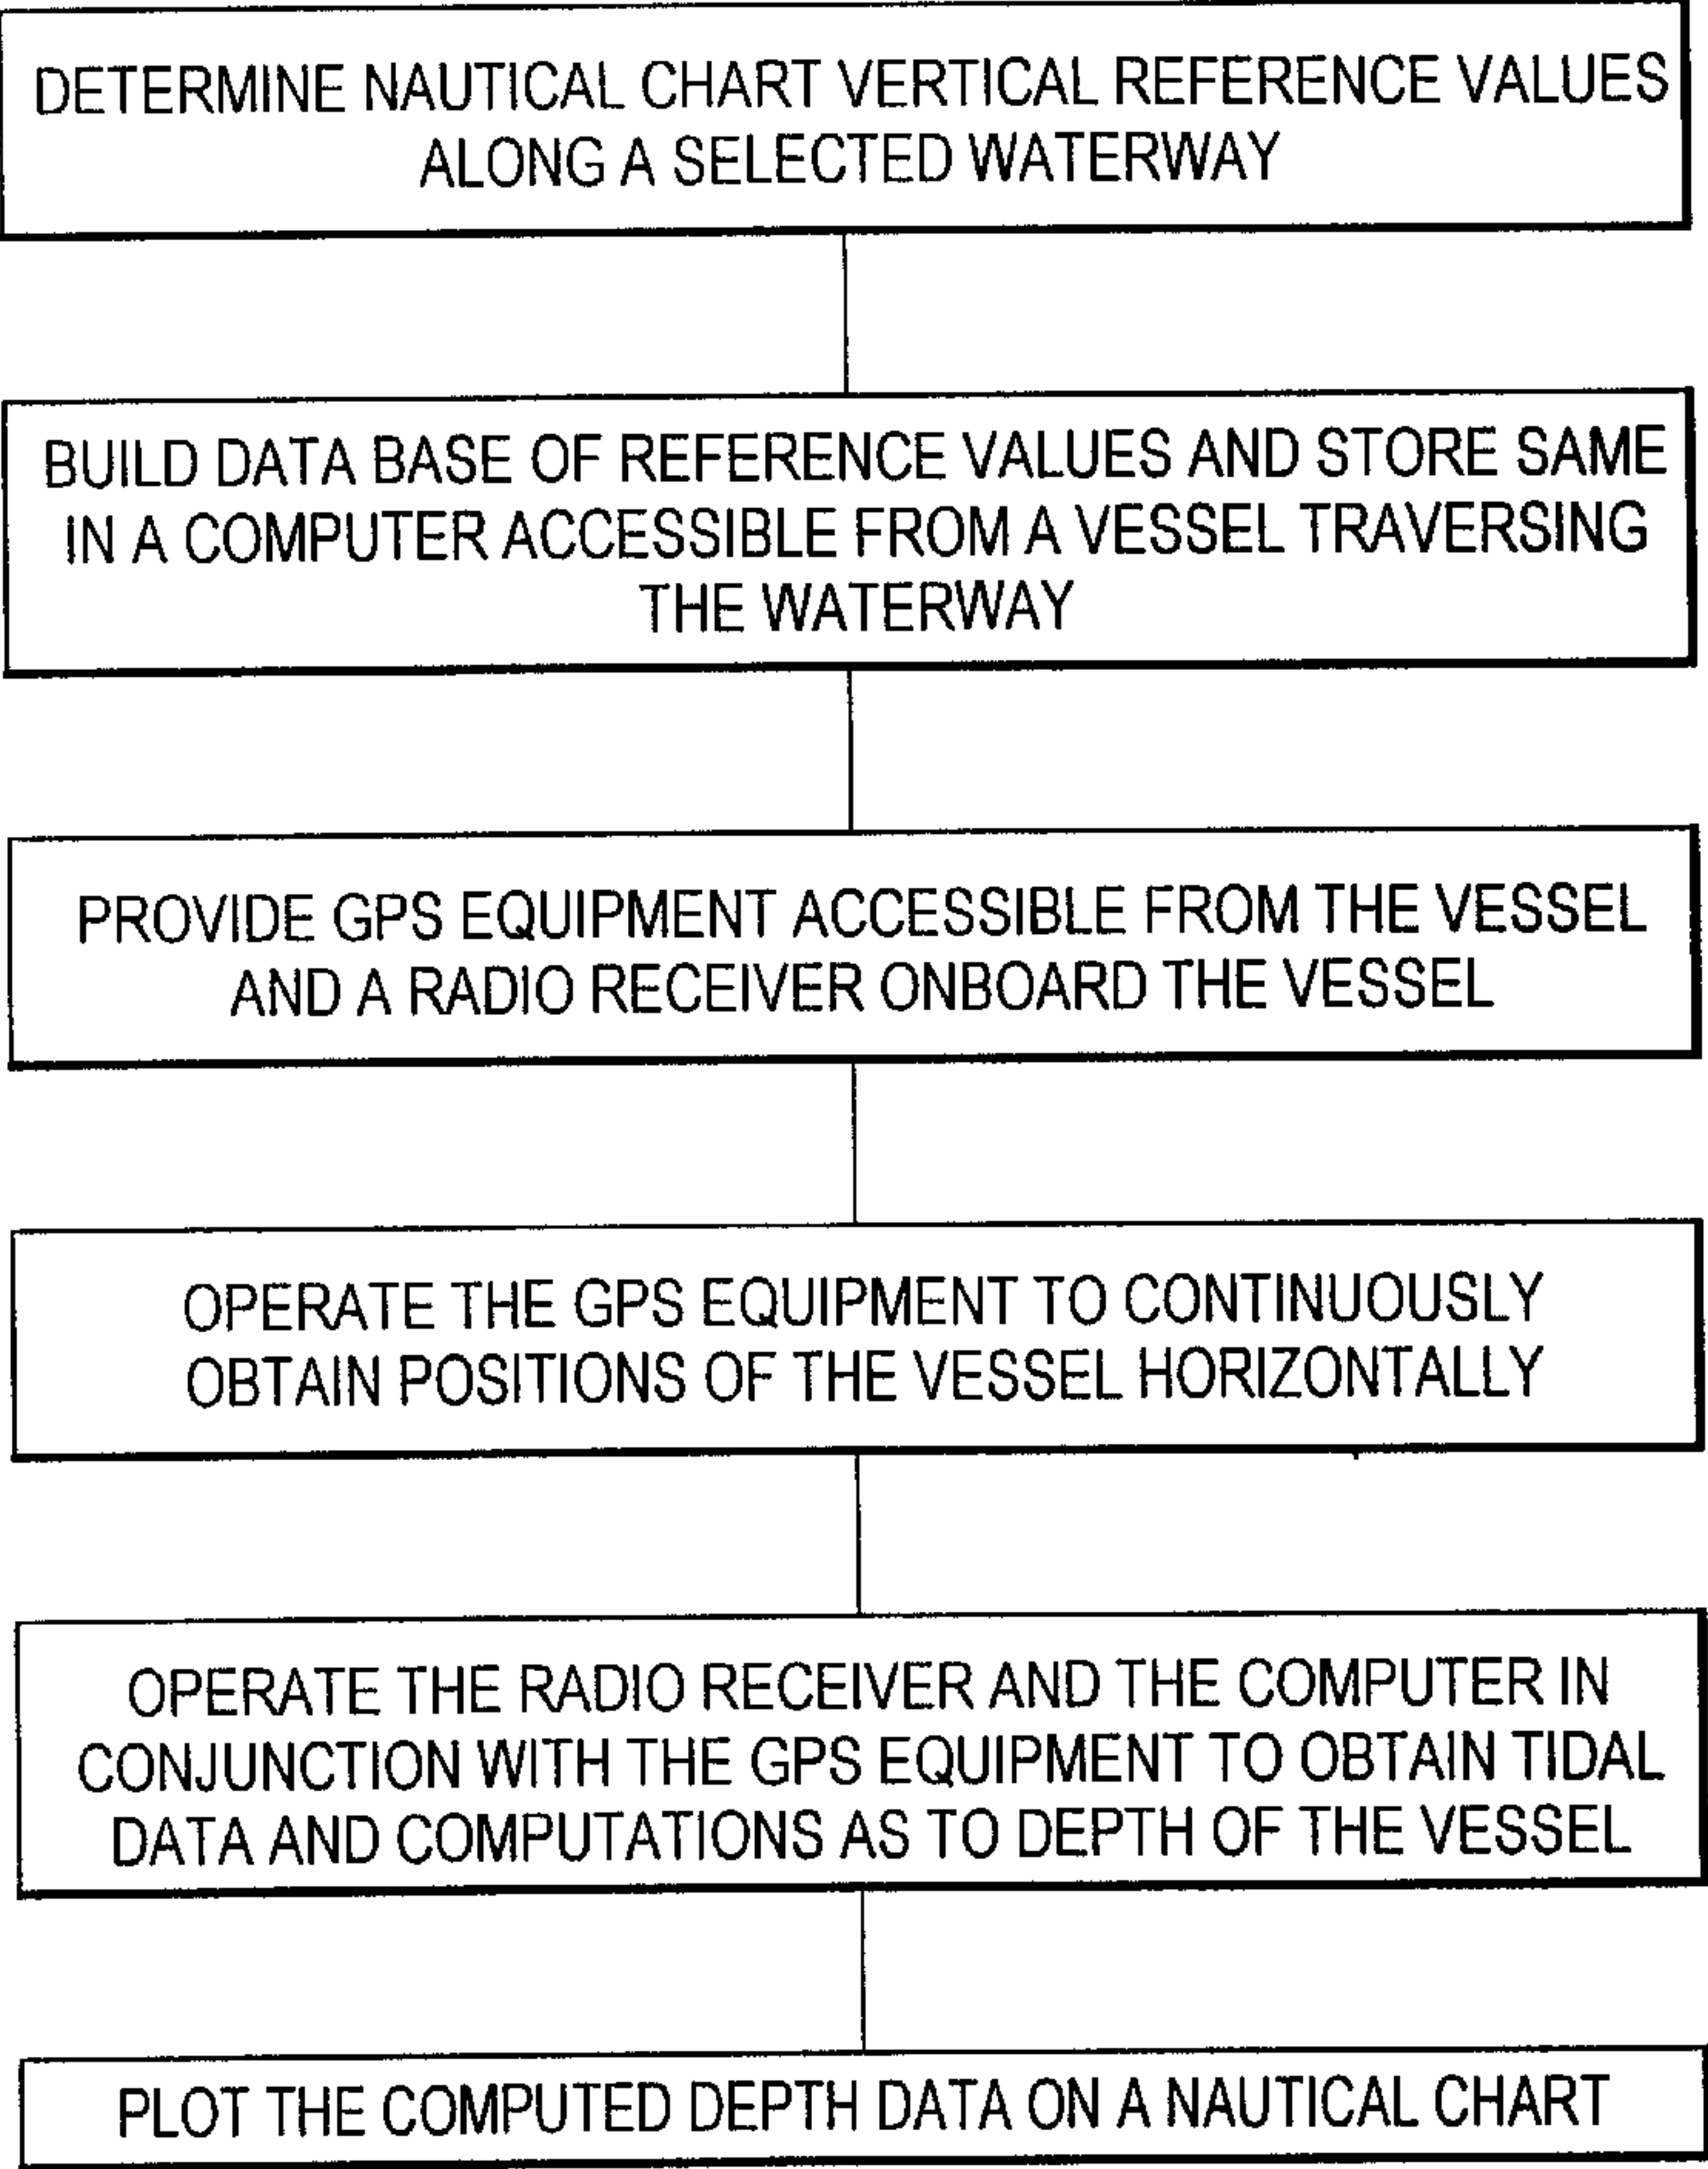 DETERMINE NAUTICAL CHART VERTICAL REFERENCE VALUES
ALONG A SELECTED WATERWAY
BUILD DATA BASE OF REFERENCE VALUES AND STORE SAME
IN A COMPUTER ACCESSIBLE FROM A VESSEL TRAVERSING
THE WATERWAY
PROVIDE GPS EQUIPMENT ACCESSIBLE FROM THE VESSEL
AND A RADIO RECEIVER ONBOARD THE VESSEL
OPERATE THE GPS EQUIPMENT TO CONTINUOUSLY
OBTAIN POSITIONS OF THE VESSEL HORIZONTALLY
OPERATE THE RADIO RECEIVER AND THE COMPUTER IN
CONJUNCTION WITH THE GPS EQUIPMENT TO OBTAIN TIDAL
DATA AND COMPUTATIONS AS TO DEPTH OF THE VESSEL
PLOT THE COMPUTED DEPTH DATA ON A NAUTICAL CHART